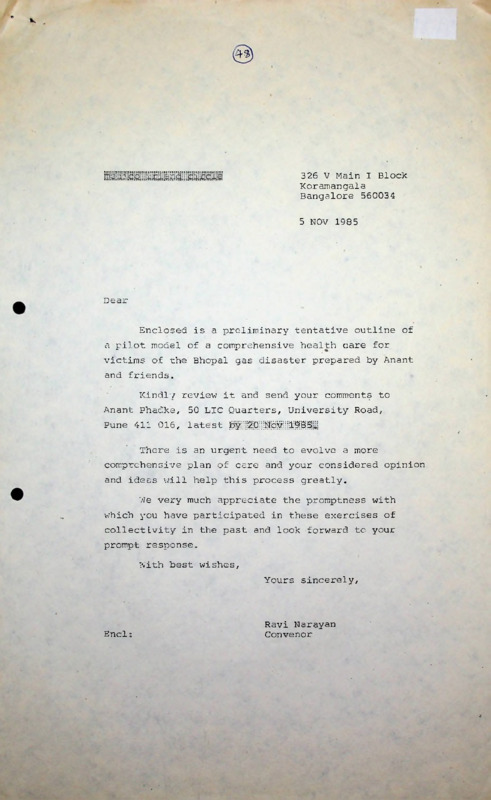 48
medico friend circle
326 V Main I Block
Koramangala
Bangalore 560034
5 NOV 1985
Dear
Enclosed is a preliminary tentative outline of
a pilot model of a comprehensive health care for
victims of the Bhopal gas disaster prepared by Anant
and friends.
Kindly review it and send your comments to
Anant Phadke, 50 LIC Quarters, University Road,
Pune 411 016, latest by 20 Nov 1985.
There is an urgent need to evolve a more
comprehensive plan of care and your considered opinion
and ideas will help this process greatly.
We very much appreciate the promptness with
which you have participated in these exercises of
collectivity in the past and look forward to your
prompt response.
With best wishes,
Yours sincerely,
Ravi Narayan
Encl:
Convenor